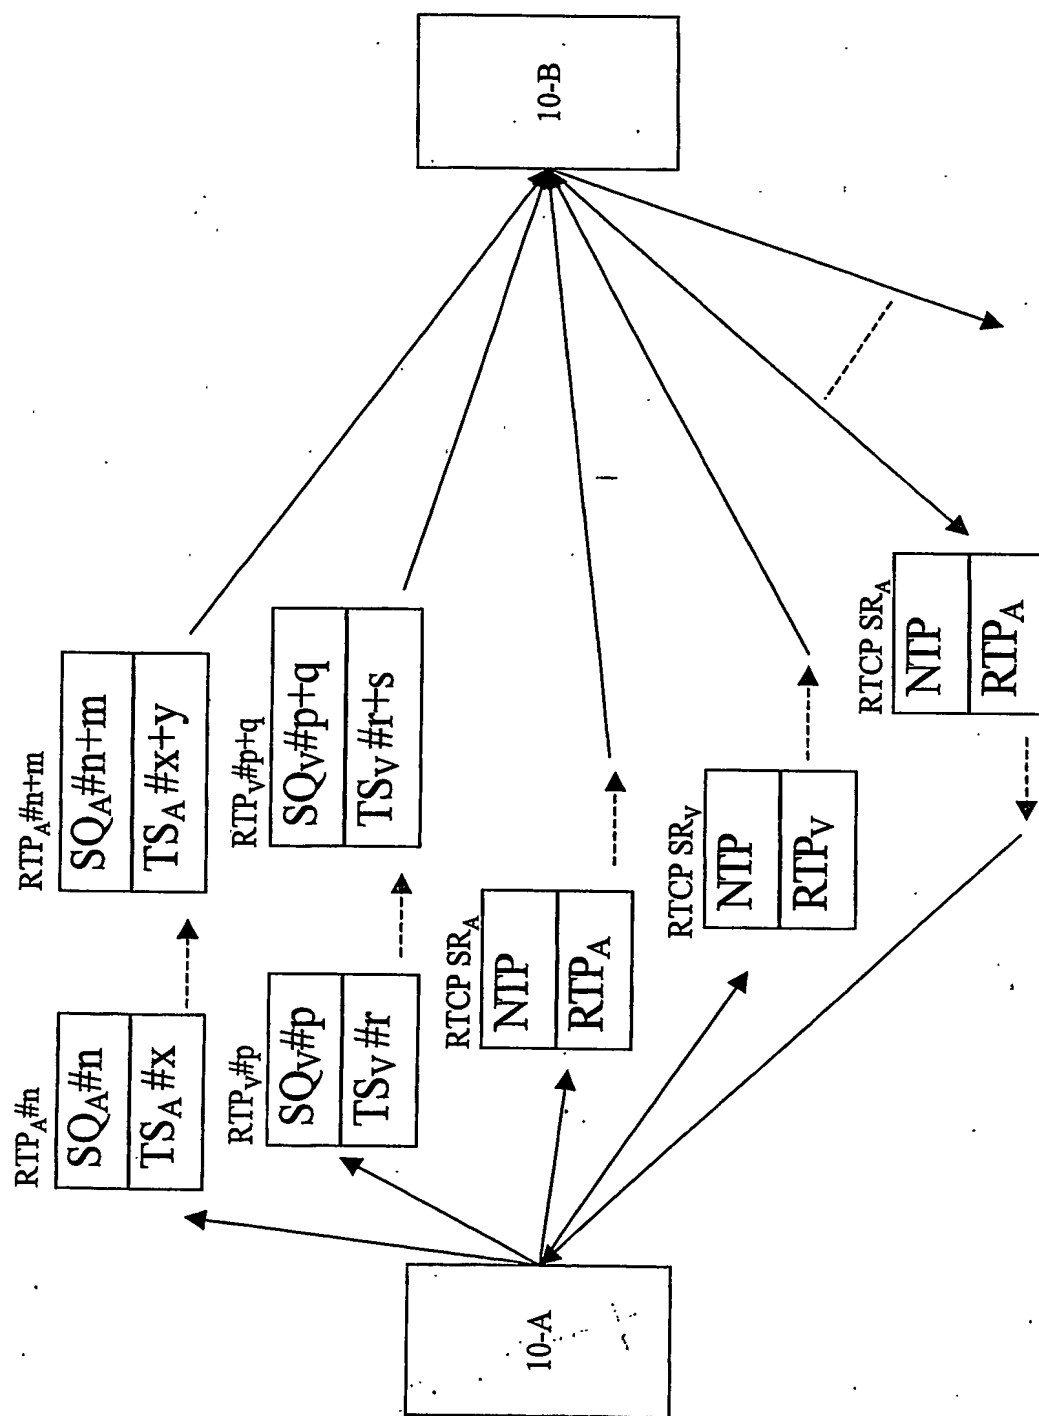 RTP_A#n
SQ_A#n
TS_A#x
RTP_A#n+m
SQ_A#n+m
TS_A#x+y
RTP_V#p
SQ_V#p
TS_V#r
RTP_V#p+q
SQ_V#p+q
TS_V#r+s
RTCP SR_A
NTP
RTP_A
RTCP SR_V
NTP
RTP_V
RTCP SR_A
NTP
RTP_A
10-A
10-B